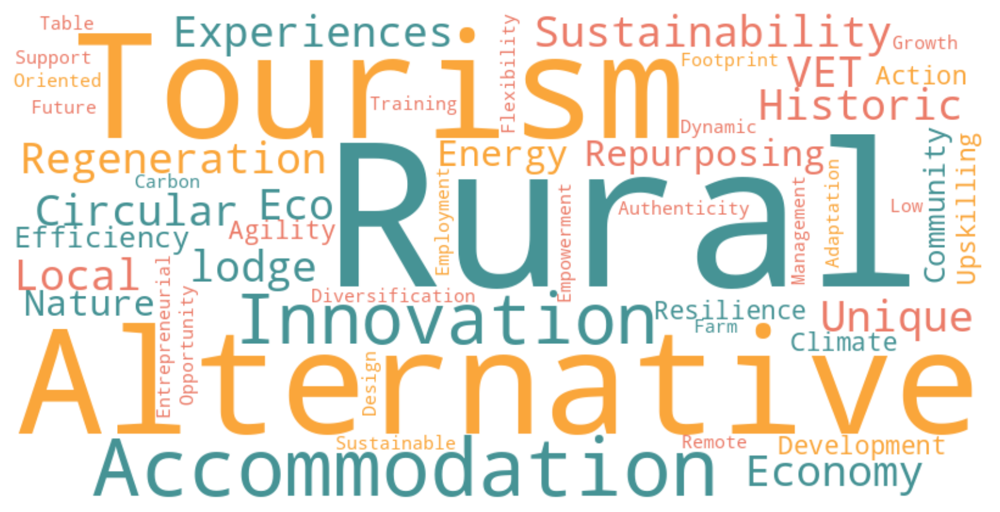 Table
Experiences
Sustainability
Growth
Support
Oriented
Future
Tourism
Training
Flexibility
Footprint
VET
Action
Historic
Dynamic
Regeneration
Rural
Energy
Repurposing
Carbon
Circular
Eco
Efficiency
Agility
Employment
Empowerment
Authenticity
Management
Adaptation
Low
Community
Upskilling
Local
lodge
Nature
Entrepreneurial
Opportunity
Diversification
Innovation
Resilience
Farm
Unique
Climate
Alternative
Design
Sustainable
Remote
Development
Accommodation
Economy